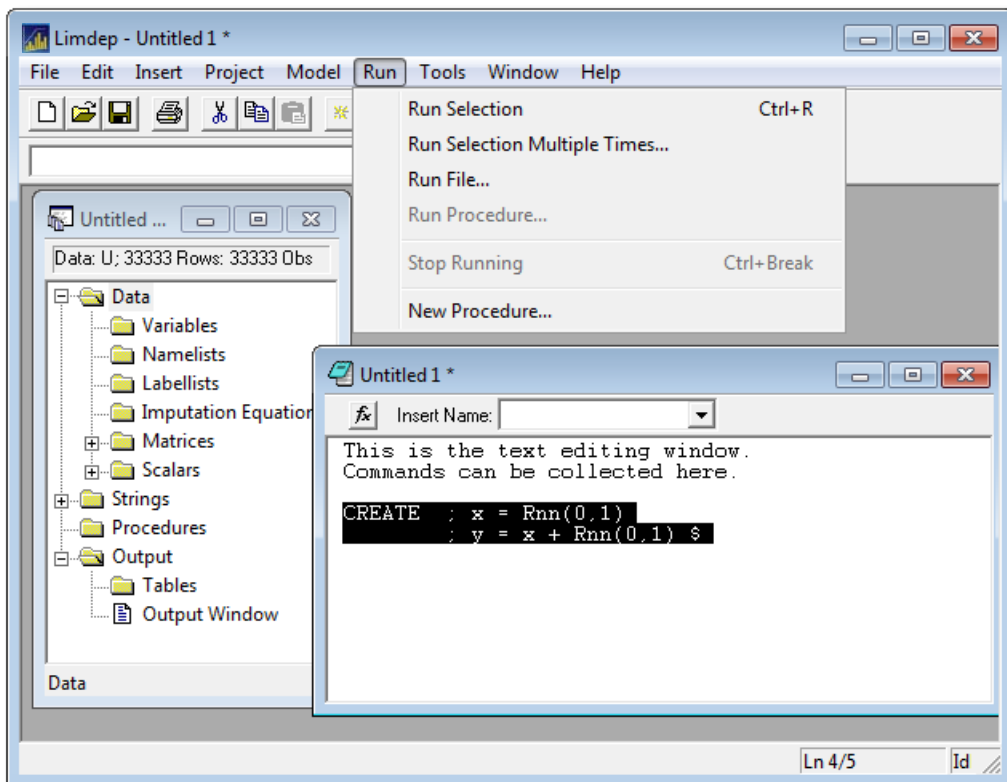 Limdep - Untitled 1 *
File Edit Insert Project Model Run Tools Window Help
Run Selection Ctrl+R
Run Selection Multiple Times...
Run File...
Run Procedure...
Stop Running Ctrl+Break
New Procedure...
Untitled ...
Data: U; 33333 Rows: 33333 Obs
Data
Variables
Namelists
Labellists
Imputation Equation
Matrices
Scalars
Strings
Procedures
Output
Tables
Output Window
Data
Untitled 1 *
fx Insert Name:
This is the text editing window.
Commands can be collected here.
CREATE ; x = Rnn(0,1)
; y = x + Rnn(0,1) $
Ln 4/5 Id